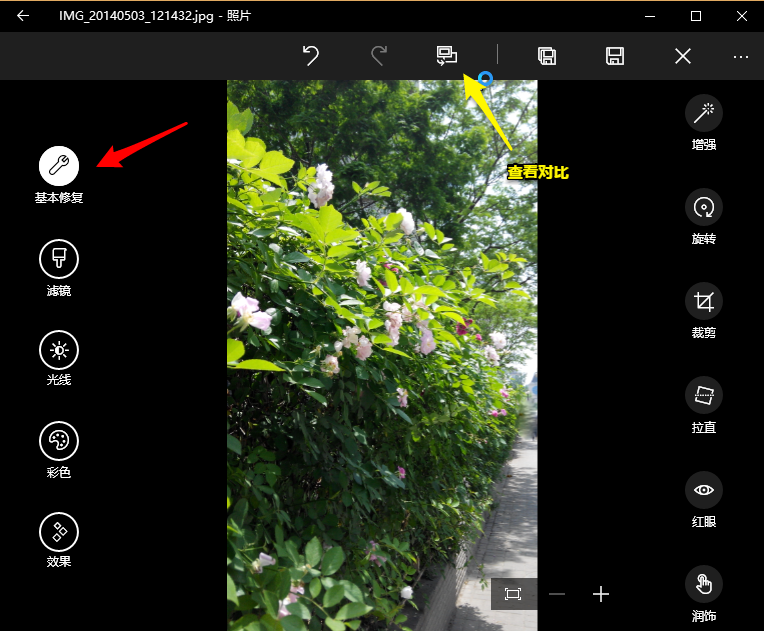 IMG_20140503_121432.jpg - 照片
查看对比
基本修复
滤镜
光线
彩色
效果
增强
旋转
裁剪
拉直
红眼
润饰